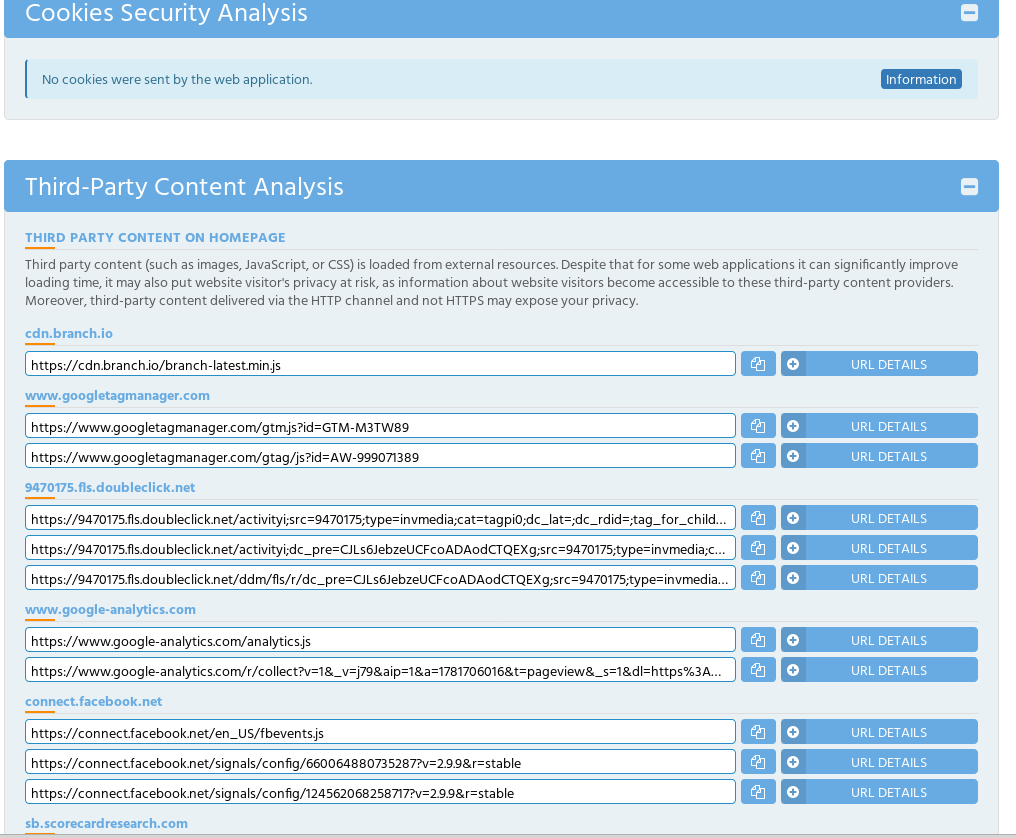 Cookies Security Analysis
No cookies were sent by the web application.
Information
Third-Party Content Analysis
THIRD PARTY CONTENT ON HOMEPAGE
Third party content (such as images, JavaScript, or CSS) is loaded from external resources. Despite that for some web applications it can significantly improve
loading time, it may also put website visitor's privacy at risk, as information about website visitors become accessible to these third-party content providers.
Moreover, third-party content delivered via the HTTP channel and not HTTPS may expose your privacy.
cdn.branch.io
https://cdn.branch.io/branch-latest.min.js
URL DETAILS
www.googletagmanager.com
https://www.googletagmanager.com/gtm.js?id=GTM-M3TW89
URL DETAILS
https://www.googletagmanager.com/gtag/js?id=AW-999071389
URL DETAILS
9470175.fls.doubleclick.net
https://9470175.fls.doubleclick.net/activityi;src=9470175;type=invmedia;cat=tagpi0;dc_lat=;dc_rdid=;tag_for_child...
URL DETAILS
https://9470175.fls.doubleclick.net/activityi;dc_pre=CJLs6JebzeUCFcoADAodCTQEXg;src=9470175;type=invmedia;c...
URL DETAILS
https://9470175.fls.doubleclick.net/ddm/fls/r/dc_pre=CJLs6JebzeUCFcoADAodCTQEXg;src=9470175;type=invmedia...
URL DETAILS
www.google-analytics.com
https://www.google-analytics.com/analytics.js
URL DETAILS
https://www.google-analytics.com/r/collect?v=1&_v=j79&aip=1&a=1781706016&t=pageview&_s=1&dl=https%3A...
URL DETAILS
connect.facebook.net
https://connect.facebook.net/en_US/fbevents.js
URL DETAILS
https://connect.facebook.net/signals/config/660064880735287?v=2.9.9&r=stable
URL DETAILS
https://connect.facebook.net/signals/config/124562068258717?v=2.9.9&r=stable
URL DETAILS
sb.scorecardresearch.com